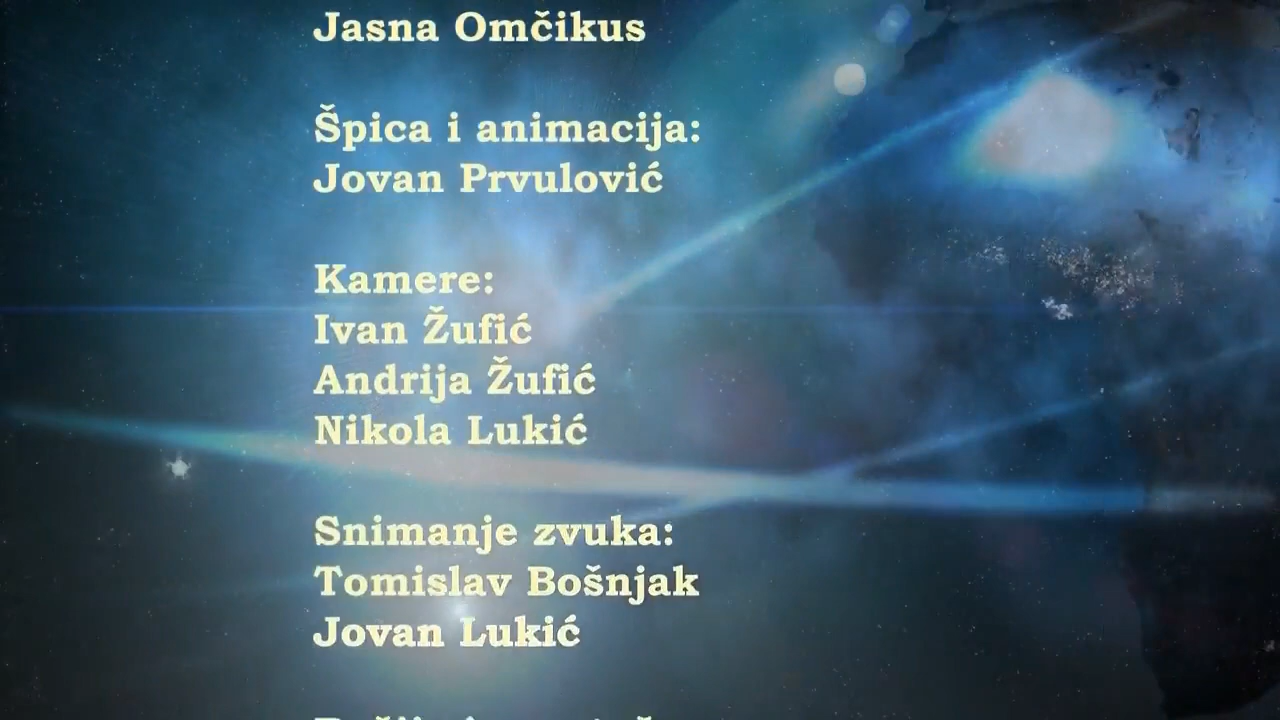 Jasna Omčikus
Špica i animacija:
Jovan Prvulović
Kamere:
Ivan Žufić
Andrija Žufić
Nikola Lukić
Snimanje zvuka:
Tomislav Bošnjak
Jovan Lukić